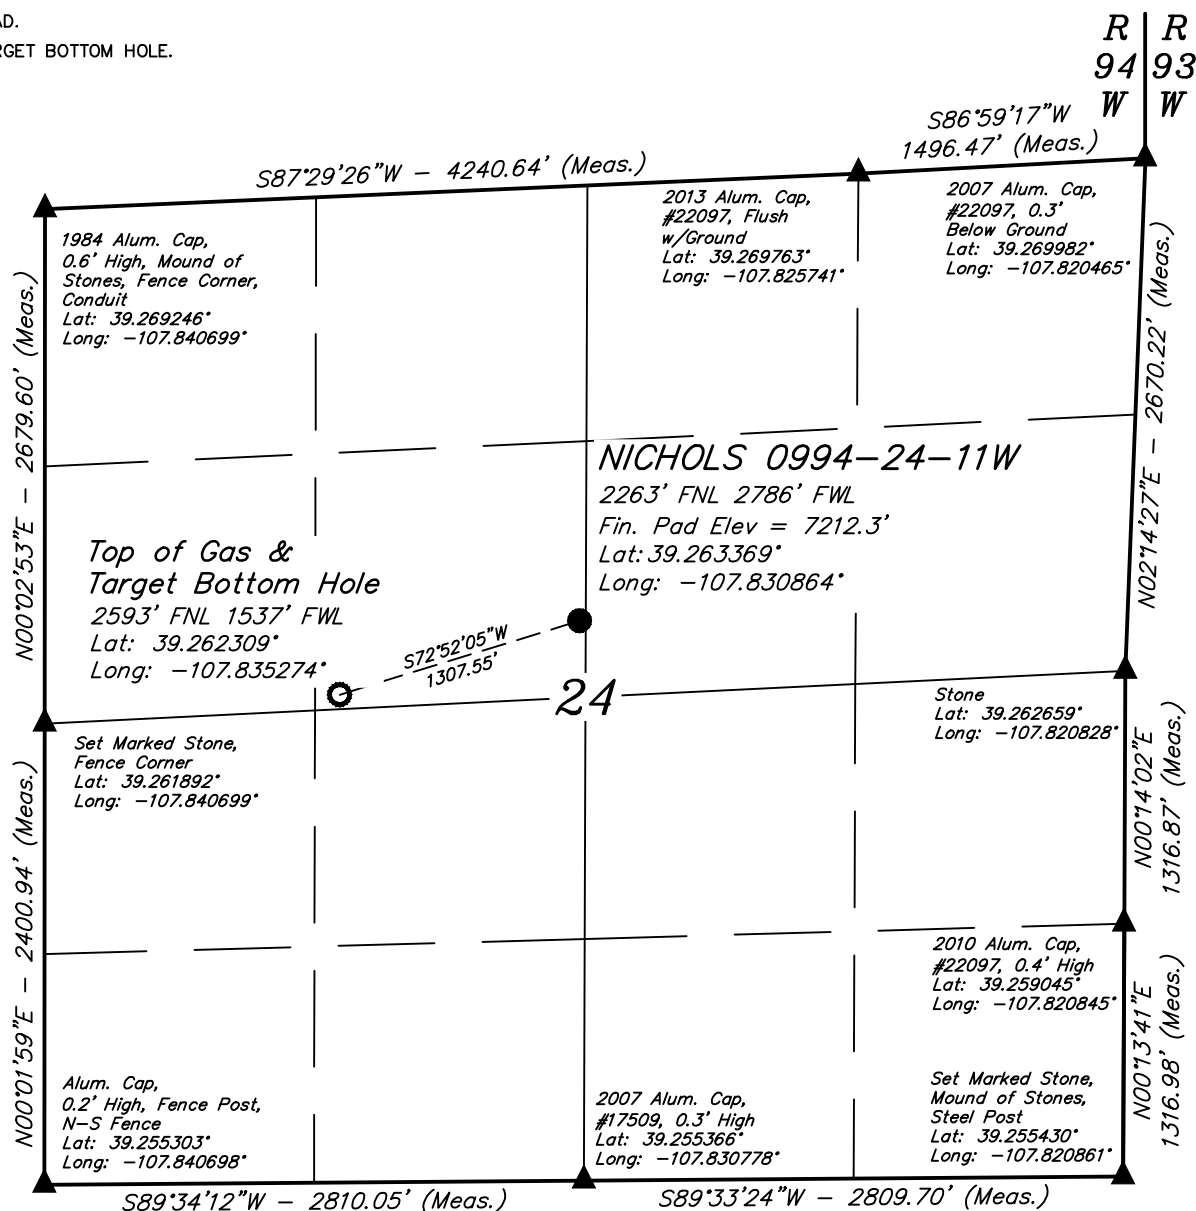 AD.
RGET BOTTOM HOLE.
R R
94 93
W W
S86°59'17"W
1496.47' (Meas.)
S87°29'26"W – 4240.64' (Meas.)
1984 Alum. Cap,
0.6' High, Mound of
Stones, Fence Corner,
Conduit
Lat: 39.269246°
Long: –107.840699°
2013 Alum. Cap,
#22097, Flush
w/Ground
Lat: 39.269763°
Long: –107.825741°
2007 Alum. Cap,
#22097, 0.3'
Below Ground
Lat: 39.269982°
Long: –107.820465°
N00°02'53"E – 2679.60' (Meas.)
N02°14'27"E – 2670.22' (Meas.)
NICHOLS 0994–24–11W
2263' FNL 2786' FWL
Fin. Pad Elev = 7212.3'
Lat: 39.263369°
Long: –107.830864°
Top of Gas &
Target Bottom Hole
2593' FNL 1537' FWL
Lat: 39.262309°
Long: –107.835274°
S72°52'05"W
1307.55'
24
Stone
Lat: 39.262659°
Long: –107.820828°
Set Marked Stone,
Fence Corner
Lat: 39.261892°
Long: –107.840699°
N00°14'02"E
1316.87' (Meas.)
N00°01'59"E – 2400.94' (Meas.)
2010 Alum. Cap,
#22097, 0.4' High
Lat: 39.259045°
Long: –107.820845°
N00°13'41"E
1316.98' (Meas.)
Alum. Cap,
0.2' High, Fence Post,
N–S Fence
Lat: 39.255303°
Long: –107.840698°
2007 Alum. Cap,
#17509, 0.3' High
Lat: 39.255366°
Long: –107.830778°
Set Marked Stone,
Mound of Stones,
Steel Post
Lat: 39.255430°
Long: –107.820861°
S89°34'12"W – 2810.05' (Meas.)
S89°33'24"W – 2809.70' (Meas.)